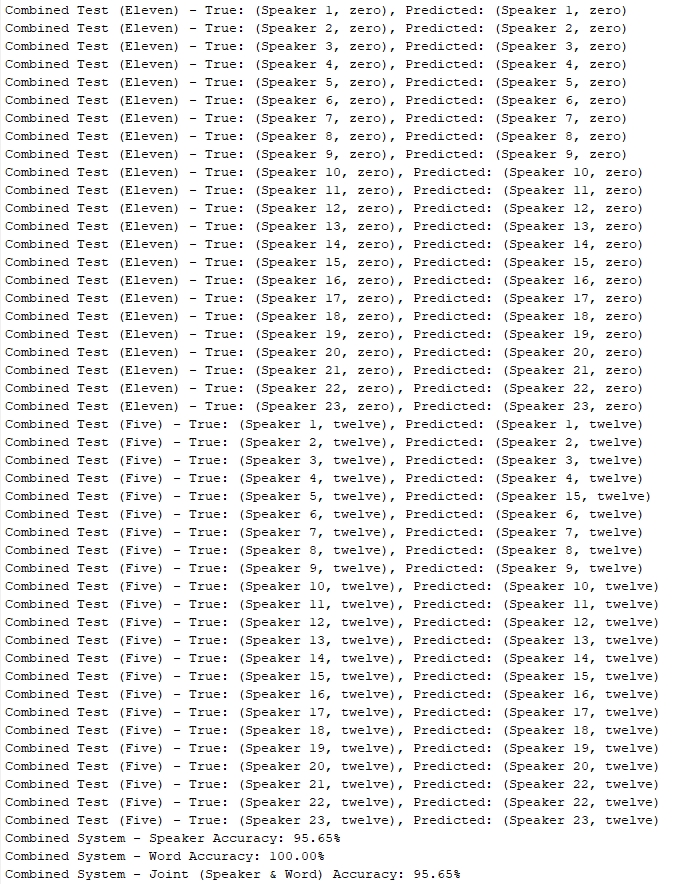 Combined Test (Eleven) - True: (Speaker 1, zero), Predicted: (Speaker 1, zero)
Combined Test (Eleven) - True: (Speaker 2, zero), Predicted: (Speaker 2, zero)
Combined Test (Eleven) - True: (Speaker 3, zero), Predicted: (Speaker 3, zero)
Combined Test (Eleven) - True: (Speaker 4, zero), Predicted: (Speaker 4, zero)
Combined Test (Eleven) - True: (Speaker 5, zero), Predicted: (Speaker 5, zero)
Combined Test (Eleven) - True: (Speaker 6, zero), Predicted: (Speaker 6, zero)
Combined Test (Eleven) - True: (Speaker 7, zero), Predicted: (Speaker 7, zero)
Combined Test (Eleven) - True: (Speaker 8, zero), Predicted: (Speaker 8, zero)
Combined Test (Eleven) - True: (Speaker 9, zero), Predicted: (Speaker 9, zero)
Combined Test (Eleven) - True: (Speaker 10, zero), Predicted: (Speaker 10, zero)
Combined Test (Eleven) - True: (Speaker 11, zero), Predicted: (Speaker 11, zero)
Combined Test (Eleven) - True: (Speaker 12, zero), Predicted: (Speaker 12, zero)
Combined Test (Eleven) - True: (Speaker 13, zero), Predicted: (Speaker 13, zero)
Combined Test (Eleven) - True: (Speaker 14, zero), Predicted: (Speaker 14, zero)
Combined Test (Eleven) - True: (Speaker 15, zero), Predicted: (Speaker 15, zero)
Combined Test (Eleven) - True: (Speaker 16, zero), Predicted: (Speaker 16, zero)
Combined Test (Eleven) - True: (Speaker 17, zero), Predicted: (Speaker 17, zero)
Combined Test (Eleven) - True: (Speaker 18, zero), Predicted: (Speaker 18, zero)
Combined Test (Eleven) - True: (Speaker 19, zero), Predicted: (Speaker 19, zero)
Combined Test (Eleven) - True: (Speaker 20, zero), Predicted: (Speaker 20, zero)
Combined Test (Eleven) - True: (Speaker 21, zero), Predicted: (Speaker 21, zero)
Combined Test (Eleven) - True: (Speaker 22, zero), Predicted: (Speaker 22, zero)
Combined Test (Eleven) - True: (Speaker 23, zero), Predicted: (Speaker 23, zero)
Combined Test (Five) - True: (Speaker 1, twelve), Predicted: (Speaker 1, twelve)
Combined Test (Five) - True: (Speaker 2, twelve), Predicted: (Speaker 2, twelve)
Combined Test (Five) - True: (Speaker 3, twelve), Predicted: (Speaker 3, twelve)
Combined Test (Five) - True: (Speaker 4, twelve), Predicted: (Speaker 4, twelve)
Combined Test (Five) - True: (Speaker 5, twelve), Predicted: (Speaker 15, twelve)
Combined Test (Five) - True: (Speaker 6, twelve), Predicted: (Speaker 6, twelve)
Combined Test (Five) - True: (Speaker 7, twelve), Predicted: (Speaker 7, twelve)
Combined Test (Five) - True: (Speaker 8, twelve), Predicted: (Speaker 8, twelve)
Combined Test (Five) - True: (Speaker 9, twelve), Predicted: (Speaker 9, twelve)
Combined Test (Five) - True: (Speaker 10, twelve), Predicted: (Speaker 10, twelve)
Combined Test (Five) - True: (Speaker 11, twelve), Predicted: (Speaker 11, twelve)
Combined Test (Five) - True: (Speaker 12, twelve), Predicted: (Speaker 12, twelve)
Combined Test (Five) - True: (Speaker 13, twelve), Predicted: (Speaker 13, twelve)
Combined Test (Five) - True: (Speaker 14, twelve), Predicted: (Speaker 14, twelve)
Combined Test (Five) - True: (Speaker 15, twelve), Predicted: (Speaker 15, twelve)
Combined Test (Five) - True: (Speaker 16, twelve), Predicted: (Speaker 16, twelve)
Combined Test (Five) - True: (Speaker 17, twelve), Predicted: (Speaker 17, twelve)
Combined Test (Five) - True: (Speaker 18, twelve), Predicted: (Speaker 18, twelve)
Combined Test (Five) - True: (Speaker 19, twelve), Predicted: (Speaker 19, twelve)
Combined Test (Five) - True: (Speaker 20, twelve), Predicted: (Speaker 20, twelve)
Combined Test (Five) - True: (Speaker 21, twelve), Predicted: (Speaker 22, twelve)
Combined Test (Five) - True: (Speaker 22, twelve), Predicted: (Speaker 22, twelve)
Combined Test (Five) - True: (Speaker 23, twelve), Predicted: (Speaker 23, twelve)
Combined System - Speaker Accuracy: 95.65%
Combined System - Word Accuracy: 100.00%
Combined System - Joint (Speaker & Word) Accuracy: 95.65%